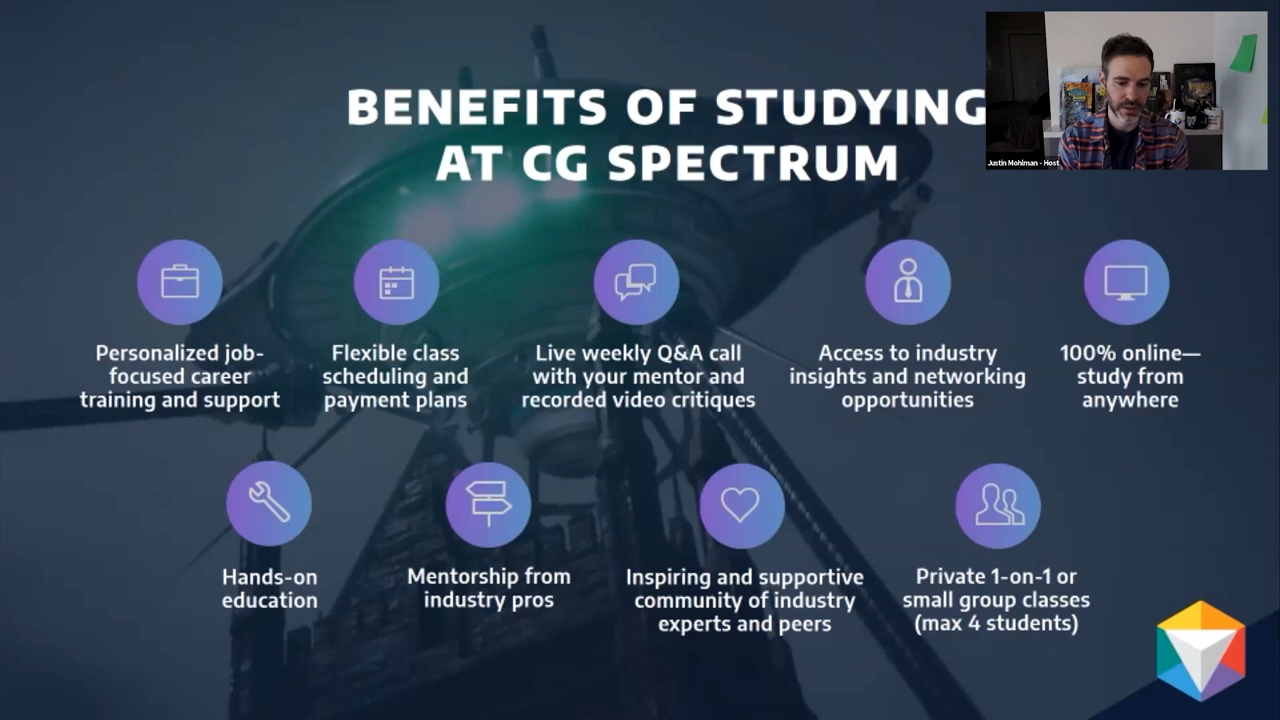 BENEFITS OF STUDYING
AT CG SPECTRUM
Justin Mohlman - Host
Personalized job-
focused career
training and support
Flexible class
scheduling and
payment plans
Live weekly Q&A call
with your mentor and
recorded video critiques
Access to industry
insights and networking
opportunities
100% online—
study from
anywhere
Hands-on
education
Mentorship from
industry pros
Inspiring and supportive
community of industry
experts and peers
Private 1-on-1 or
small group classes
(max 4 students)